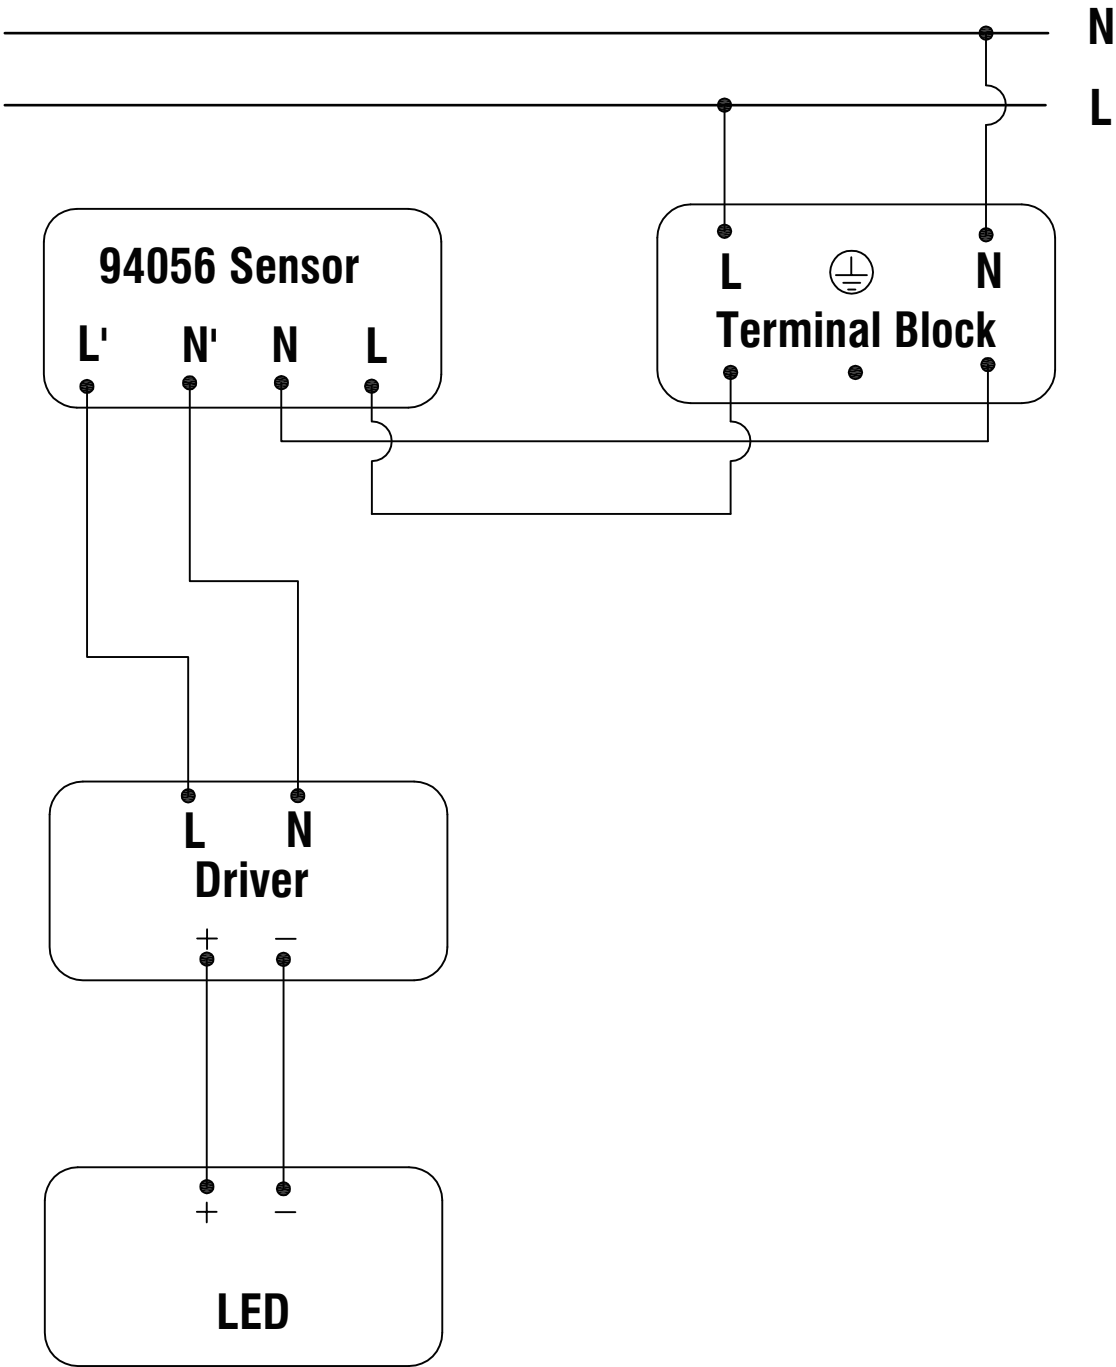 N
L
94056 Sensor
L' N' N L
L N
Terminal Block
L N
Driver
+ −
+ −
LED